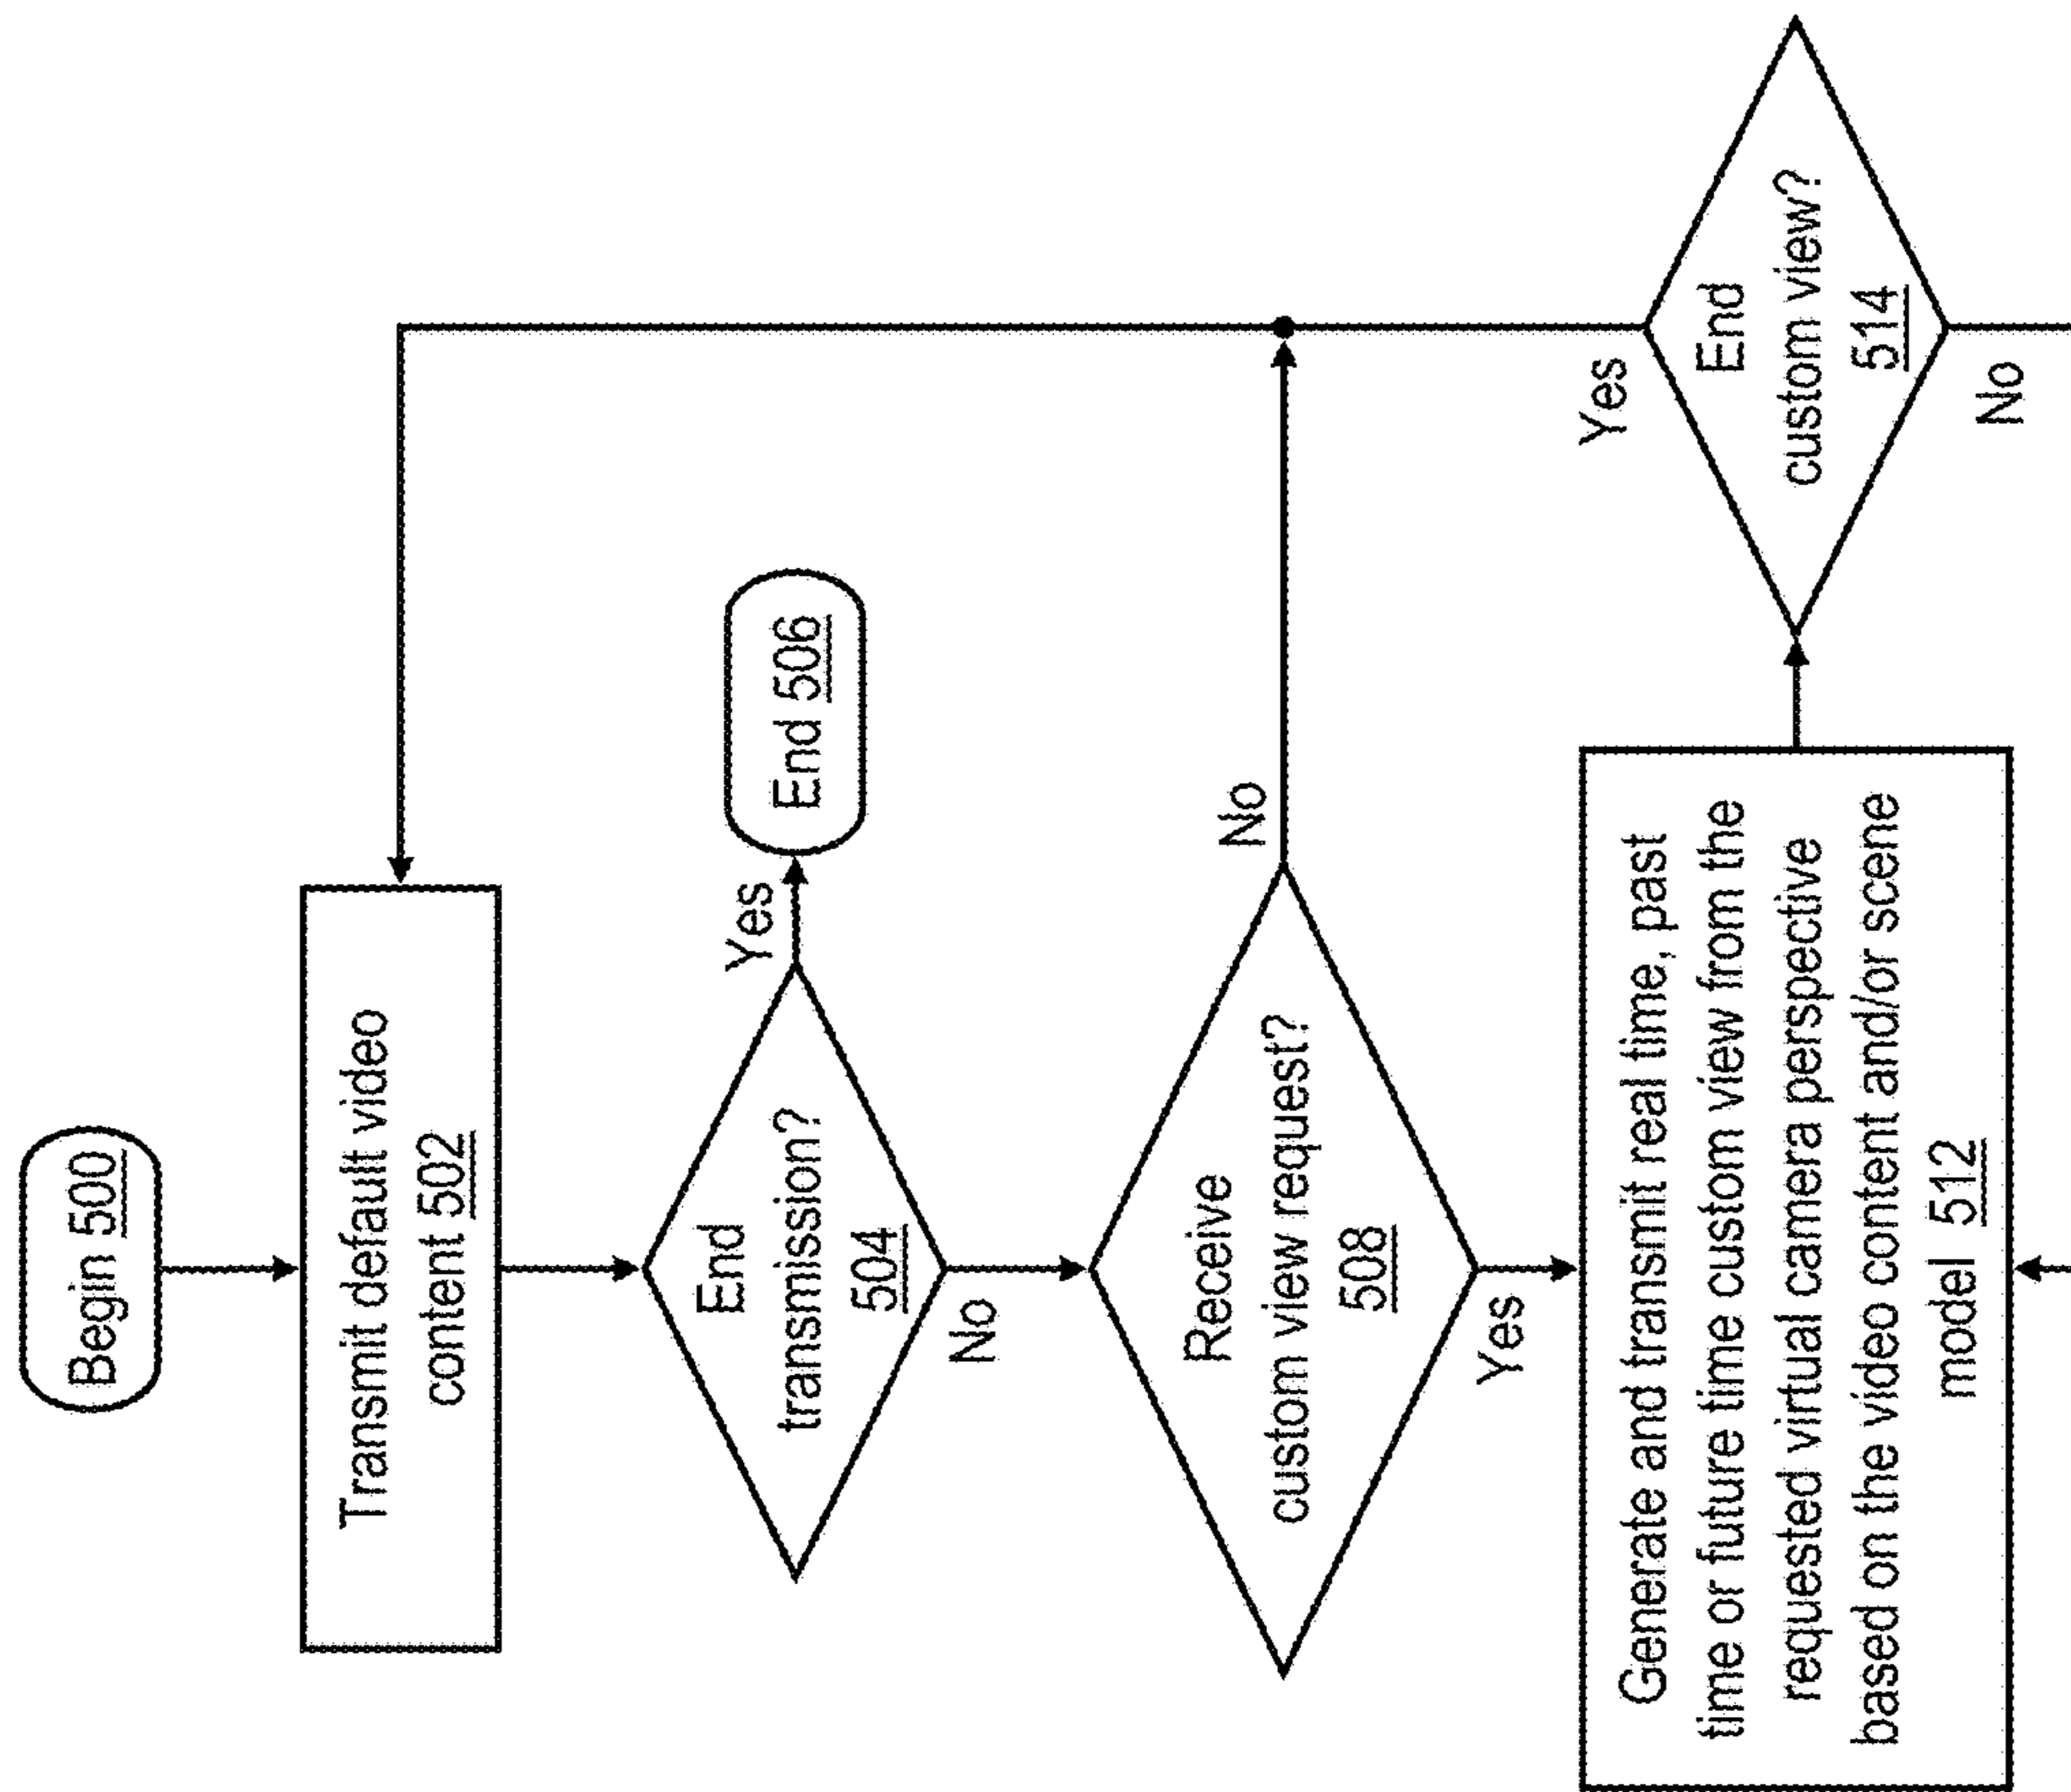 Begin 500
Transmit default video
content 502
End
transmission?
504
Yes
End 506
No
Receive
custom view request?
508
No
Yes
Generate and transmit real time, past
time or future time custom view from the
requested virtual camera perspective
based on the video content and/or scene
model 512
End
custom view?
514
Yes
No